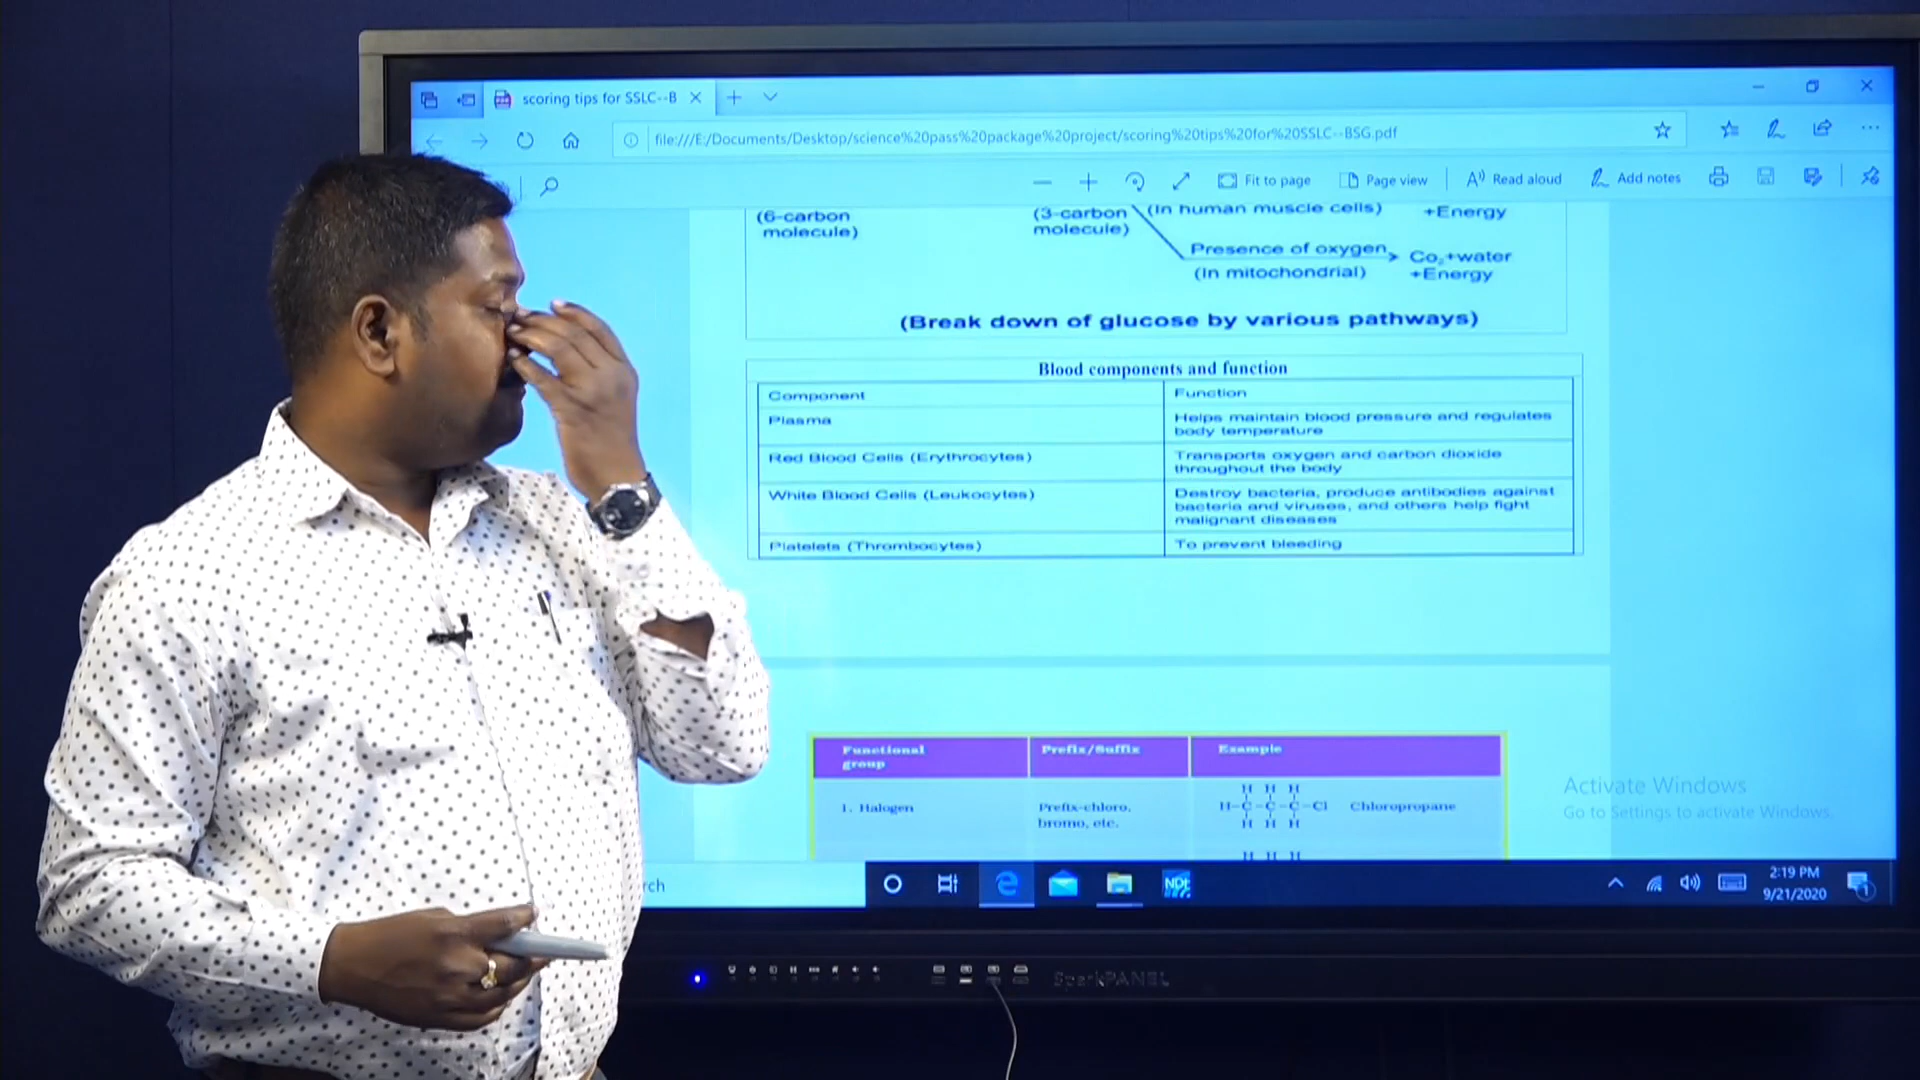 scoring tips for SSLC--B
file:///E:/Documents/Desktop/science%20pass%20package%20project/scoring%20tips%20for%20SSLC--BSG.pdf
Fit to page
Page view
Read aloud
Add notes
(6-carbon
molecule)
(3-carbon
molecule)
(In human muscle cells)
+Energy
Presence of oxygen
(In mitochondrial)
Co2+water
+Energy
(Break down of glucose by various pathways)
Blood components and function
Component
Function
Plasma
Helps maintain blood pressure and regulates
body temperature
Red Blood Cells (Erythrocytes)
Transports oxygen and carbon dioxide
throughout the body
White Blood Cells (Leukocytes)
Destroy bacteria, produce antibodies against
bacteria and viruses, and others help fight
malignant diseases
Platelets (Thrombocytes)
To prevent bleeding
Functional
group
Prefix/Suffix
Example
1. Halogen
Prefix-chloro,
bromo, etc.
H H H
H-C-C-C-Cl
H H H
Chloropropane
H H H
Activate Windows
Go to Settings to activate Windows.
rch
NDL
2:19 PM
9/21/2020
1
SparkPANEL